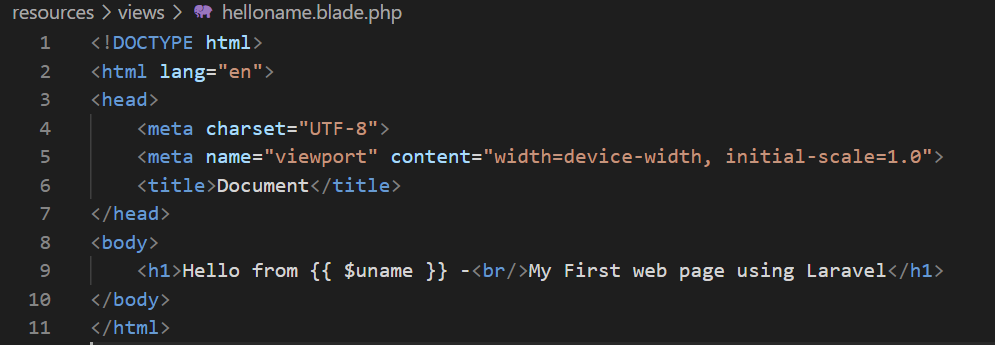 resources > views > helloname.blade.php
1 <!DOCTYPE html>
2 <html lang="en">
3 <head>
4     <meta charset="UTF-8">
5     <meta name="viewport" content="width=device-width, initial-scale=1.0">
6     <title>Document</title>
7 </head>
8 <body>
9     <h1>Hello from {{ $uname }} -<br/>My First web page using Laravel</h1>
10 </body>
11 </html>